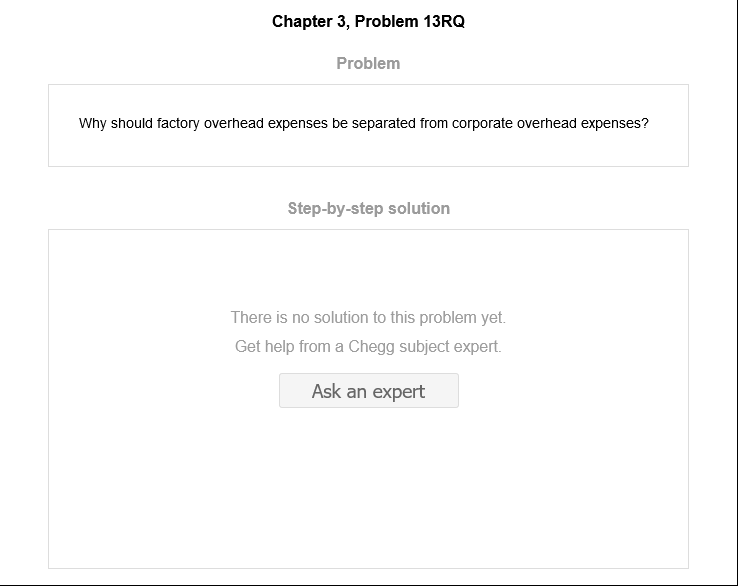 Chapter 3, Problem 13RQ
Problem
Why should factory overhead expenses be separated from corporate overhead expenses?
Step-by-step solution
There is no solution to this problem yet.
Get help from a Chegg subject expert.
Ask an expert